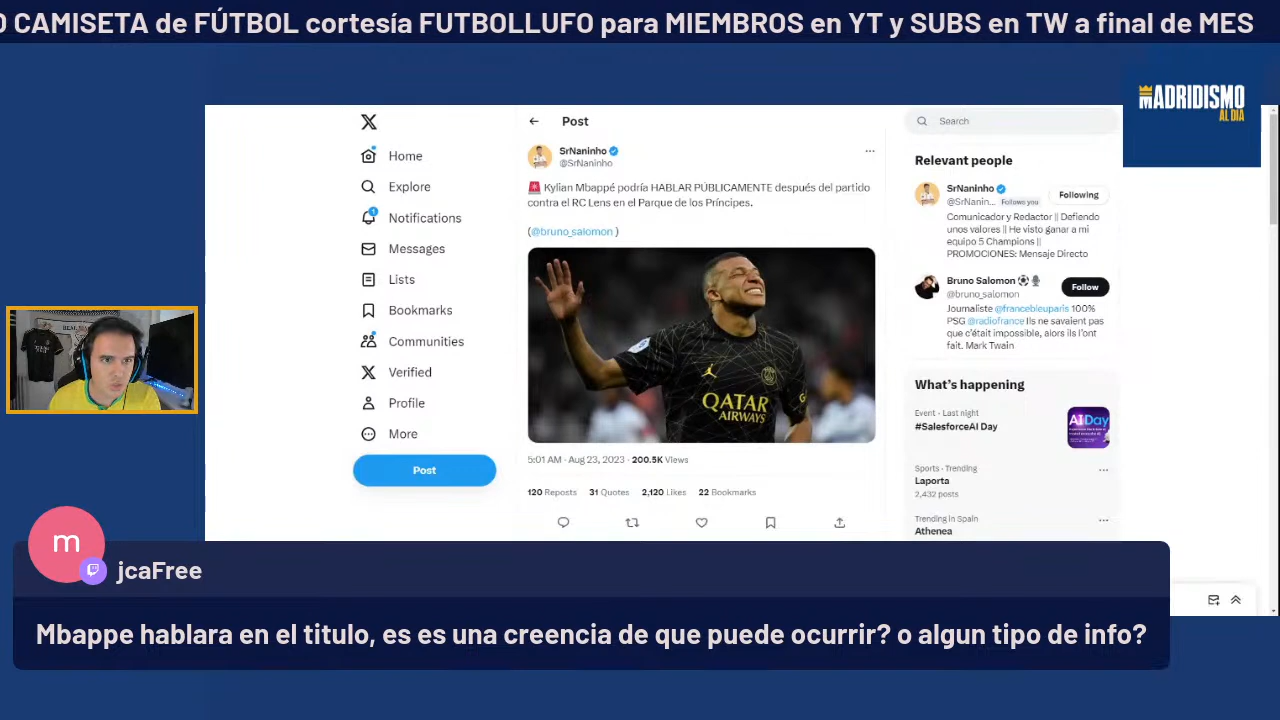 O CAMISETA de FÚTBOL cortesía FUTBOLLUFO para MIEMBROS en YT y SUBS en TW a final de MES
MADRIDISMO
AL DÍA
Home
Explore
1
Notifications
Messages
Lists
Bookmarks
Communities
Verified
Profile
More
Post
Post
SrNaninho
@SrNaninho
Kylian Mbappé podría HABLAR PÚBLICAMENTE después del partido
contra el RC Lens en el Parque de los Príncipes.
(@bruno_salomon )
QATAR
AIRWAYS
5:01 AM · Aug 23, 2023 · 200.5K Views
120 Reposts 31 Quotes 2,120 Likes 22 Bookmarks
Search
Relevant people
SrNaninho
@SrNanin... Follows you
Following
Comunicador y Redactor || Defiendo
unos valores || He visto ganar a mi
equipo 5 Champions ||
PROMOCIONES: Mensaje Directo
Bruno Salomon
@bruno_salomon
Follow
Journaliste @francebleuparis 100%
PSG @radiofrance Ils ne savaient pas
que c'était impossible, alors ils l'ont
fait. Mark Twain
What's happening
Event · Last night
#SalesforceAI Day
AI Day
Sports · Trending
Laporta
2,432 posts
Trending in Spain
Athenea
m
jcaFree
Mbappe hablara en el titulo, es es una creencia de que puede ocurrir? o algun tipo de info?